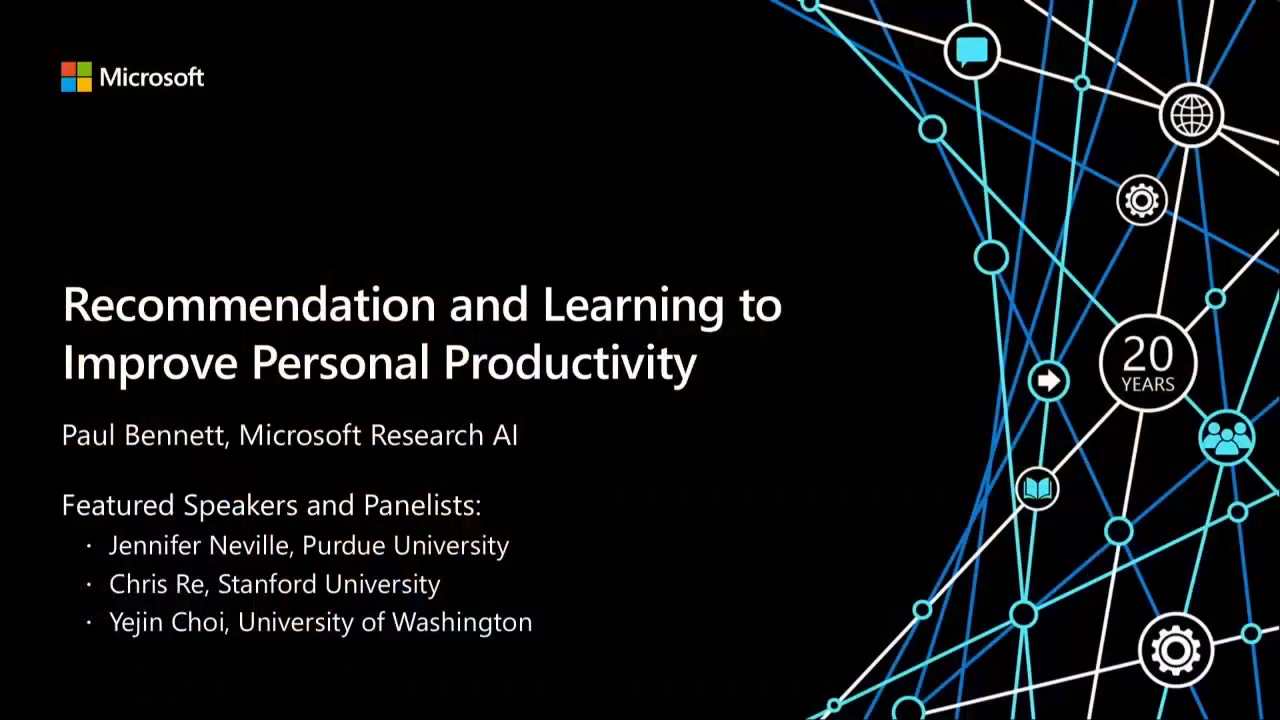 Microsoft
Recommendation and Learning to
Improve Personal Productivity
Paul Bennett, Microsoft Research AI
Featured Speakers and Panelists:
· Jennifer Neville, Purdue University
· Chris Re, Stanford University
· Yejin Choi, University of Washington
20
YEARS